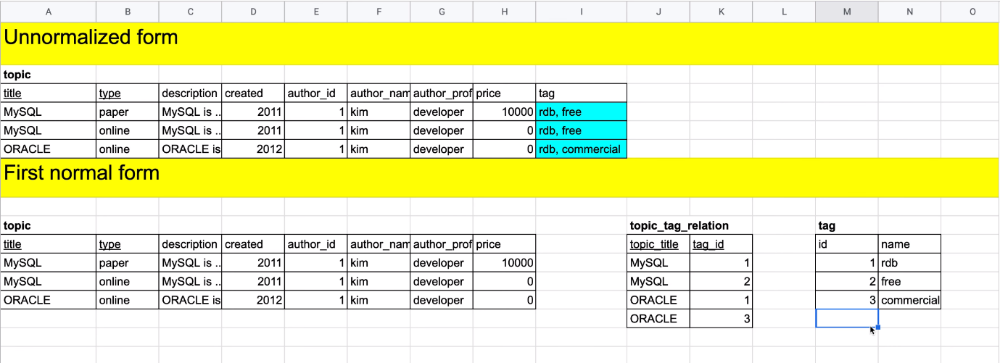 A B C D E F G H I J K L M N O
Unnormalized form
topic
title type description created author_id author_nam author_prof price tag
MySQL paper MySQL is .. 2011 1 kim developer 10000 rdb, free
MySQL online MySQL is .. 2011 1 kim developer 0 rdb, free
ORACLE online ORACLE is 2012 1 kim developer 0 rdb, commercial
First normal form
topic topic_tag_relation tag
title type description created author_id author_nam author_prof price topic_title tag_id id name
MySQL paper MySQL is .. 2011 1 kim developer 10000 MySQL 1 1 rdb
MySQL online MySQL is .. 2011 1 kim developer 0 MySQL 2 2 free
ORACLE online ORACLE is 2012 1 kim developer 0 ORACLE 1 3 commercial
ORACLE 3